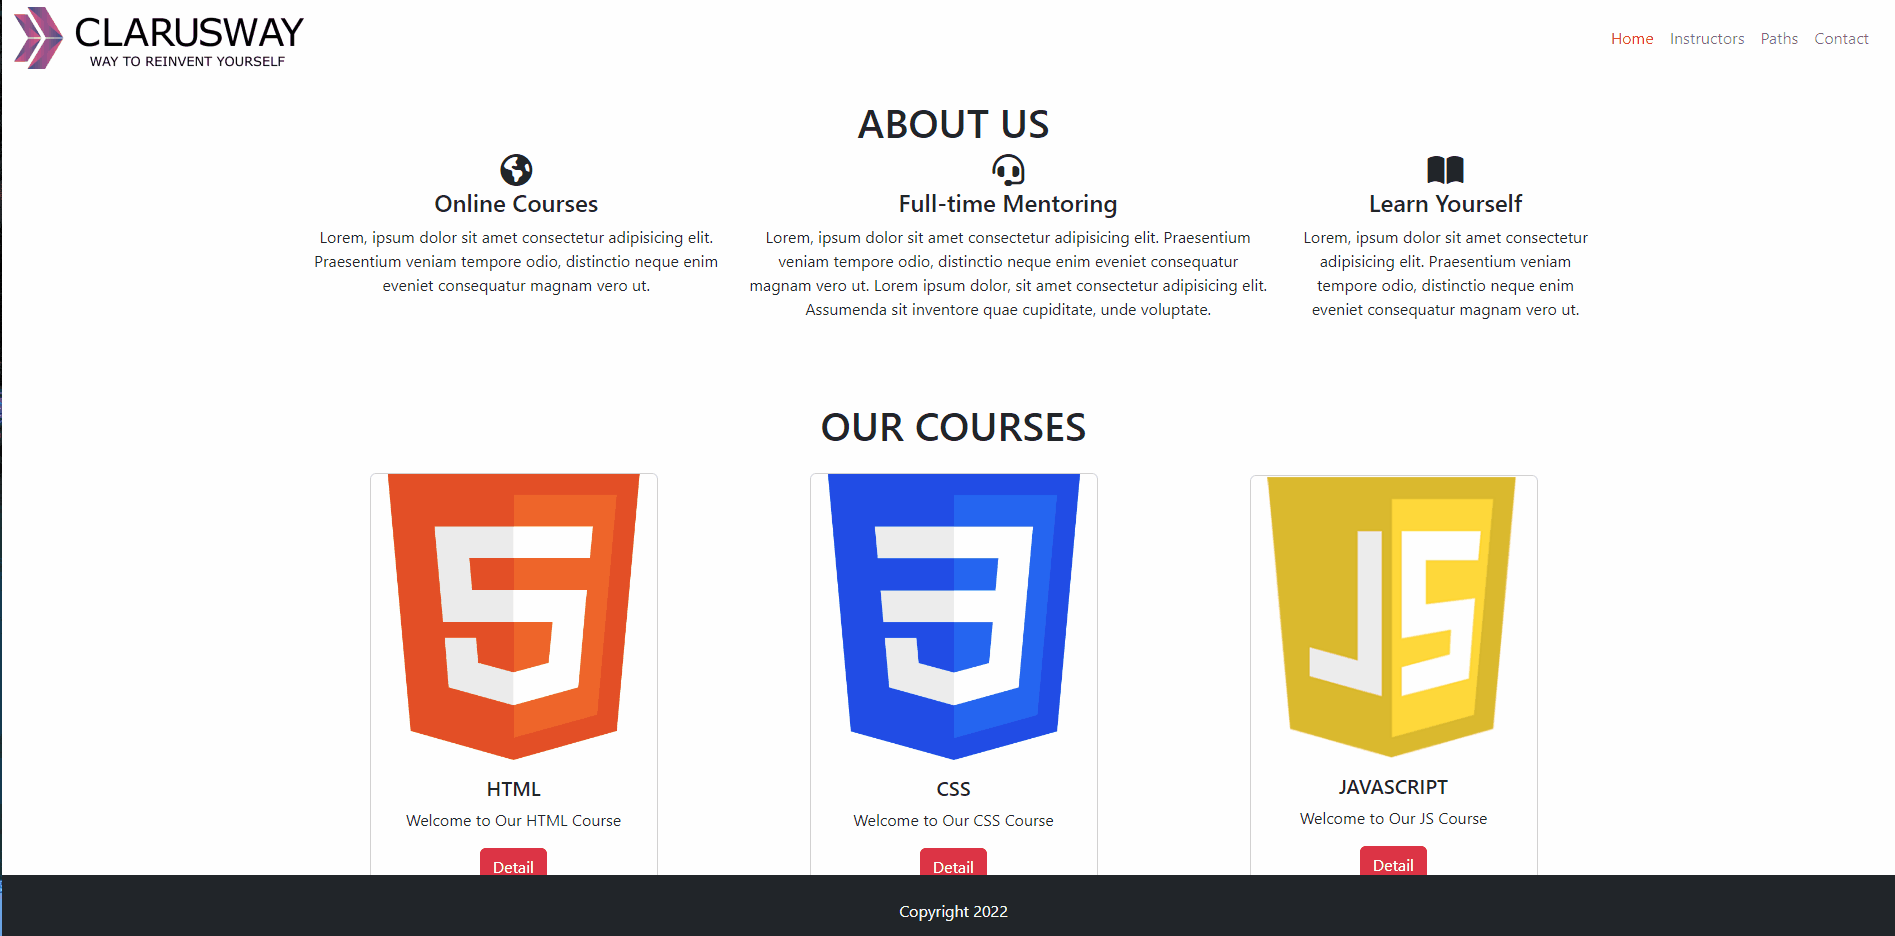 CLARUSWAY
WAY TO REINVENT YOURSELF
Home Instructors Paths Contact
ABOUT US
Online Courses
Lorem, ipsum dolor sit amet consectetur adipisicing elit.
Praesentium veniam tempore odio, distinctio neque enim
eveniet consequatur magnam vero ut.
Full-time Mentoring
Lorem, ipsum dolor sit amet consectetur adipisicing elit. Praesentium
veniam tempore odio, distinctio neque enim eveniet consequatur
magnam vero ut. Lorem ipsum dolor, sit amet consectetur adipisicing elit.
Assumenda sit inventore quae cupiditate, unde voluptate.
Learn Yourself
Lorem, ipsum dolor sit amet consectetur
adipisicing elit. Praesentium veniam
tempore odio, distinctio neque enim
eveniet consequatur magnam vero ut.
OUR COURSES
5
HTML
Welcome to Our HTML Course
Detail
3
CSS
Welcome to Our CSS Course
Detail
JS
JAVASCRIPT
Welcome to Our JS Course
Detail
Copyright 2022